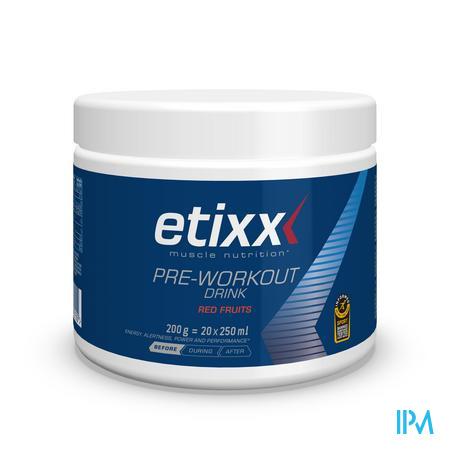 etixx
muscle nutrition®
PRE-WORKOUT
DRINK
RED FRUITS
200 g = 20 x 250 ml
ENERGY, ALERTNESS, POWER AND PERFORMANCE*
BEFORE DURING AFTER
SPORT
IPM